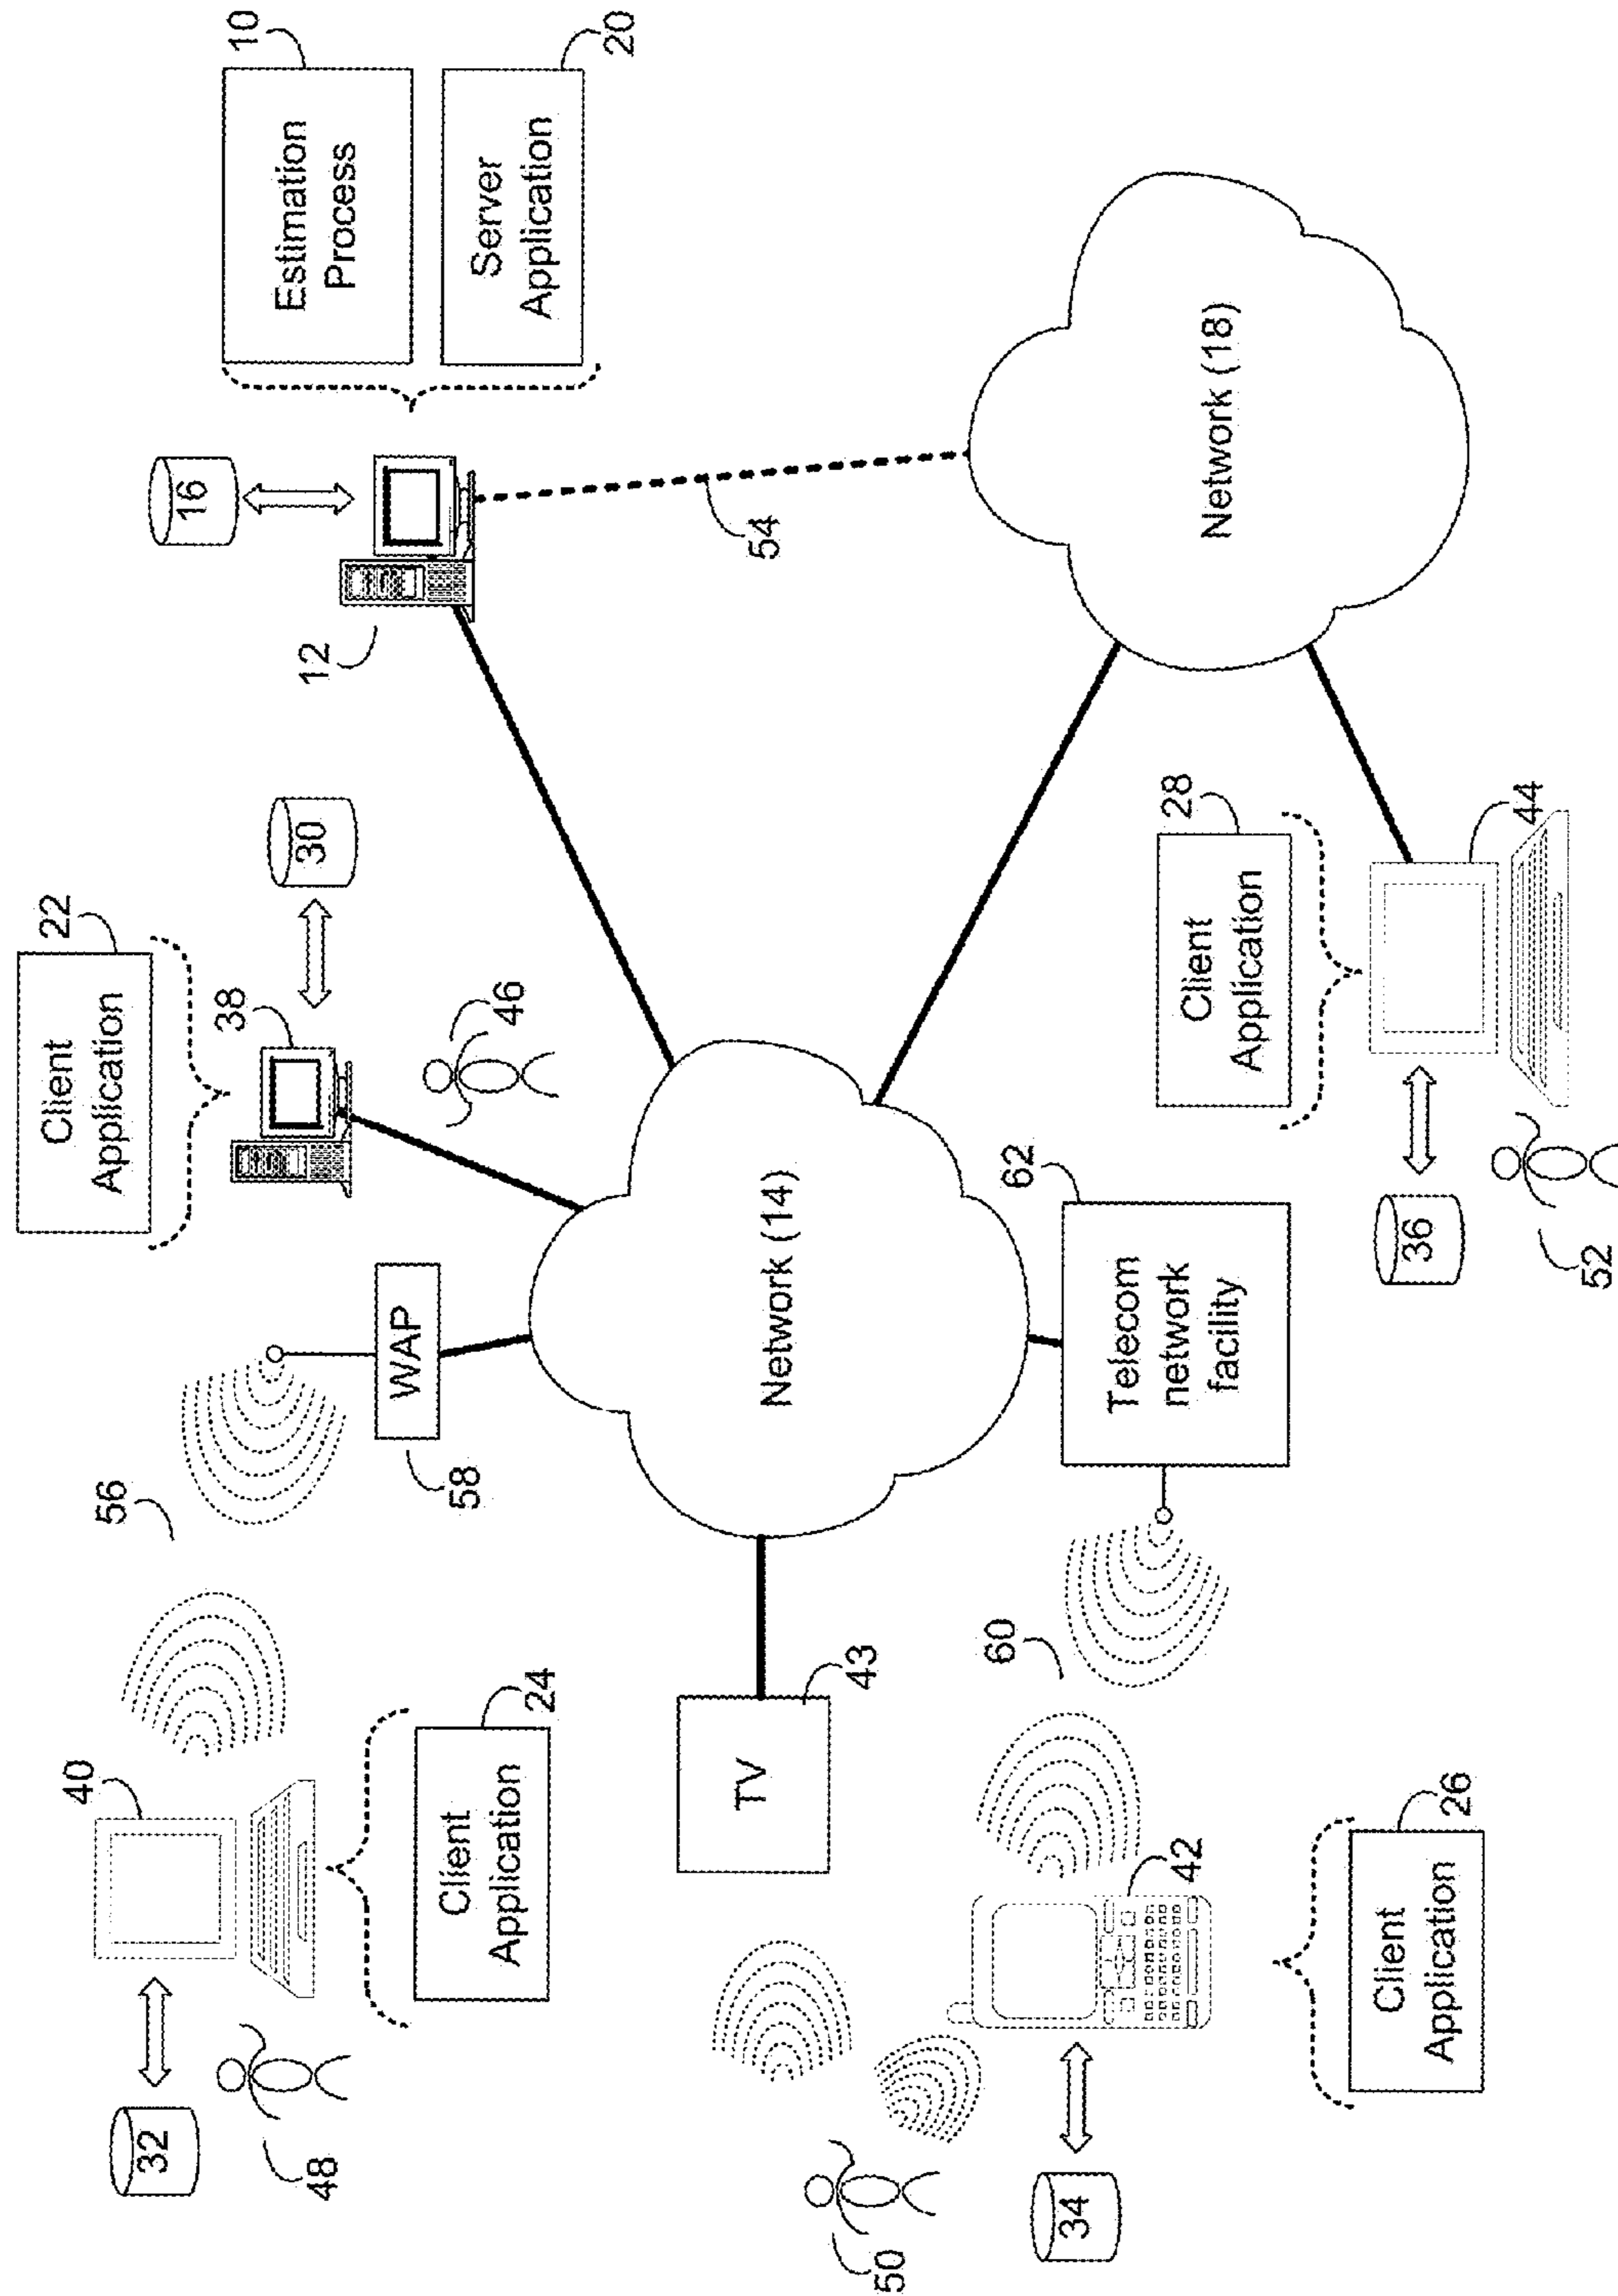 32
48
40
Client
Application
24
56
WAP
58
Client
Application
22
38
30
46
16
12
Estimation
Process
10
Server
Application
20
50
TV
43
Network (14)
54
34
42
Client
Application
26
60
Telecom
network
facility
62
Client
Application
28
36
52
44
Network (18)